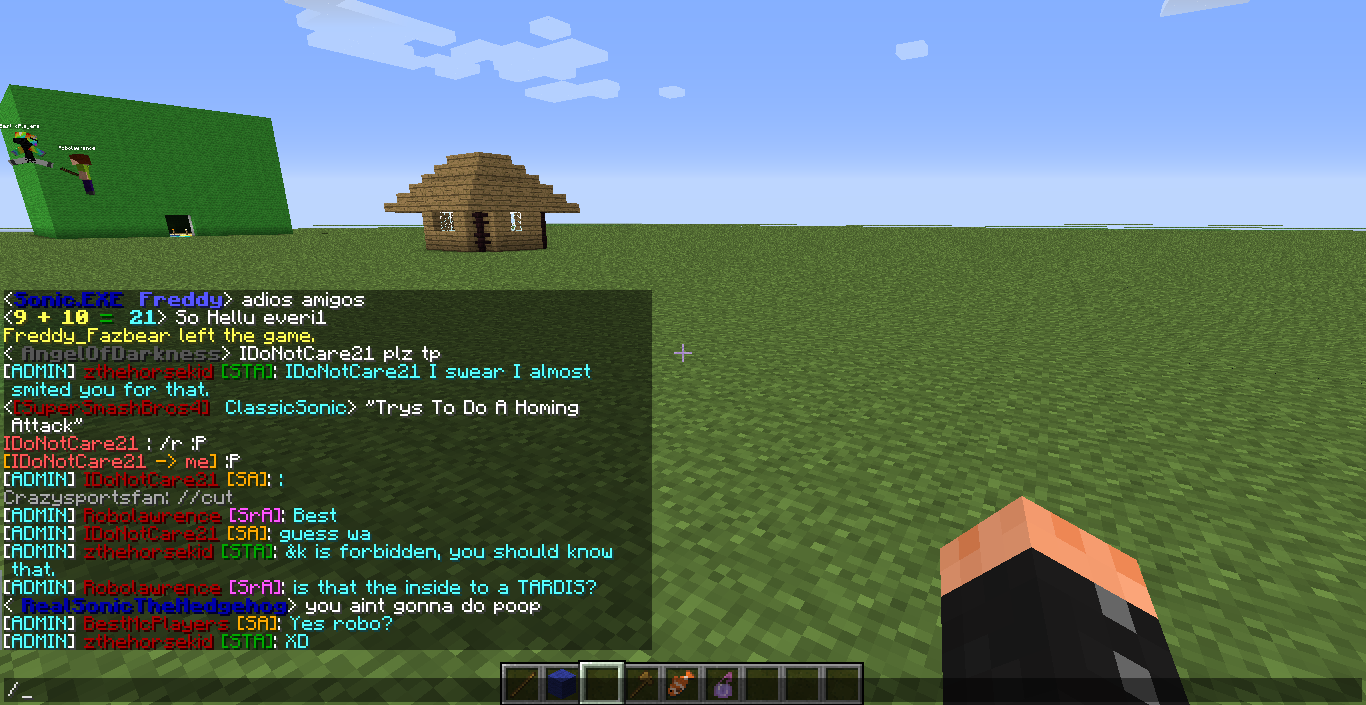 BestMcPlayers
Robolawrence
<Sonic.EXE Freddy> adios amigos
<9 + 10 = 21> So Hellu everi1
Freddy_Fazbear left the game.
< AngelOfDarkness> IDoNotCare21 plz tp
[ADMIN] zthehorsekid [STA]: IDoNotCare21 I swear I almost
smited you for that.
<[SuperSmashBros4] ClassicSonic> "Trys To Do A Homing
Attack"
IDoNotCare21 : /r :P
[IDoNotCare21 -> me] :P
[ADMIN] IDoNotCare21 [SA]: :
Crazysportsfan: //cut
[ADMIN] Robolawrence [SrA]: Best
[ADMIN] IDoNotCare21 [SA]: guess wa
[ADMIN] zthehorsekid [STA]: &k is forbidden, you should know
that.
[ADMIN] Robolawrence [SrA]: is that the inside to a TARDIS?
< RealSonicTheHedgehog> you aint gonna do poop
[ADMIN] BestMcPlayers [SA]: Yes robo?
[ADMIN] zthehorsekid [STA]: XD
/_